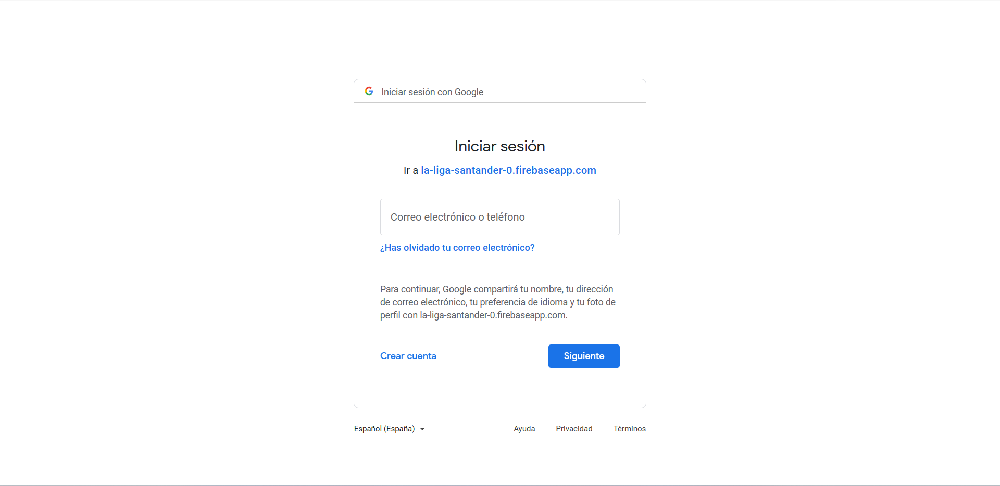 Iniciar sesión con Google
Iniciar sesión
Ir a la-liga-santander-0.firebaseapp.com
Correo electrónico o teléfono
¿Has olvidado tu correo electrónico?
Para continuar, Google compartirá tu nombre, tu dirección
de correo electrónico, tu preferencia de idioma y tu foto de
perfil con la-liga-santander-0.firebaseapp.com.
Crear cuenta
Siguiente
Español (España)
Ayuda
Privacidad
Términos